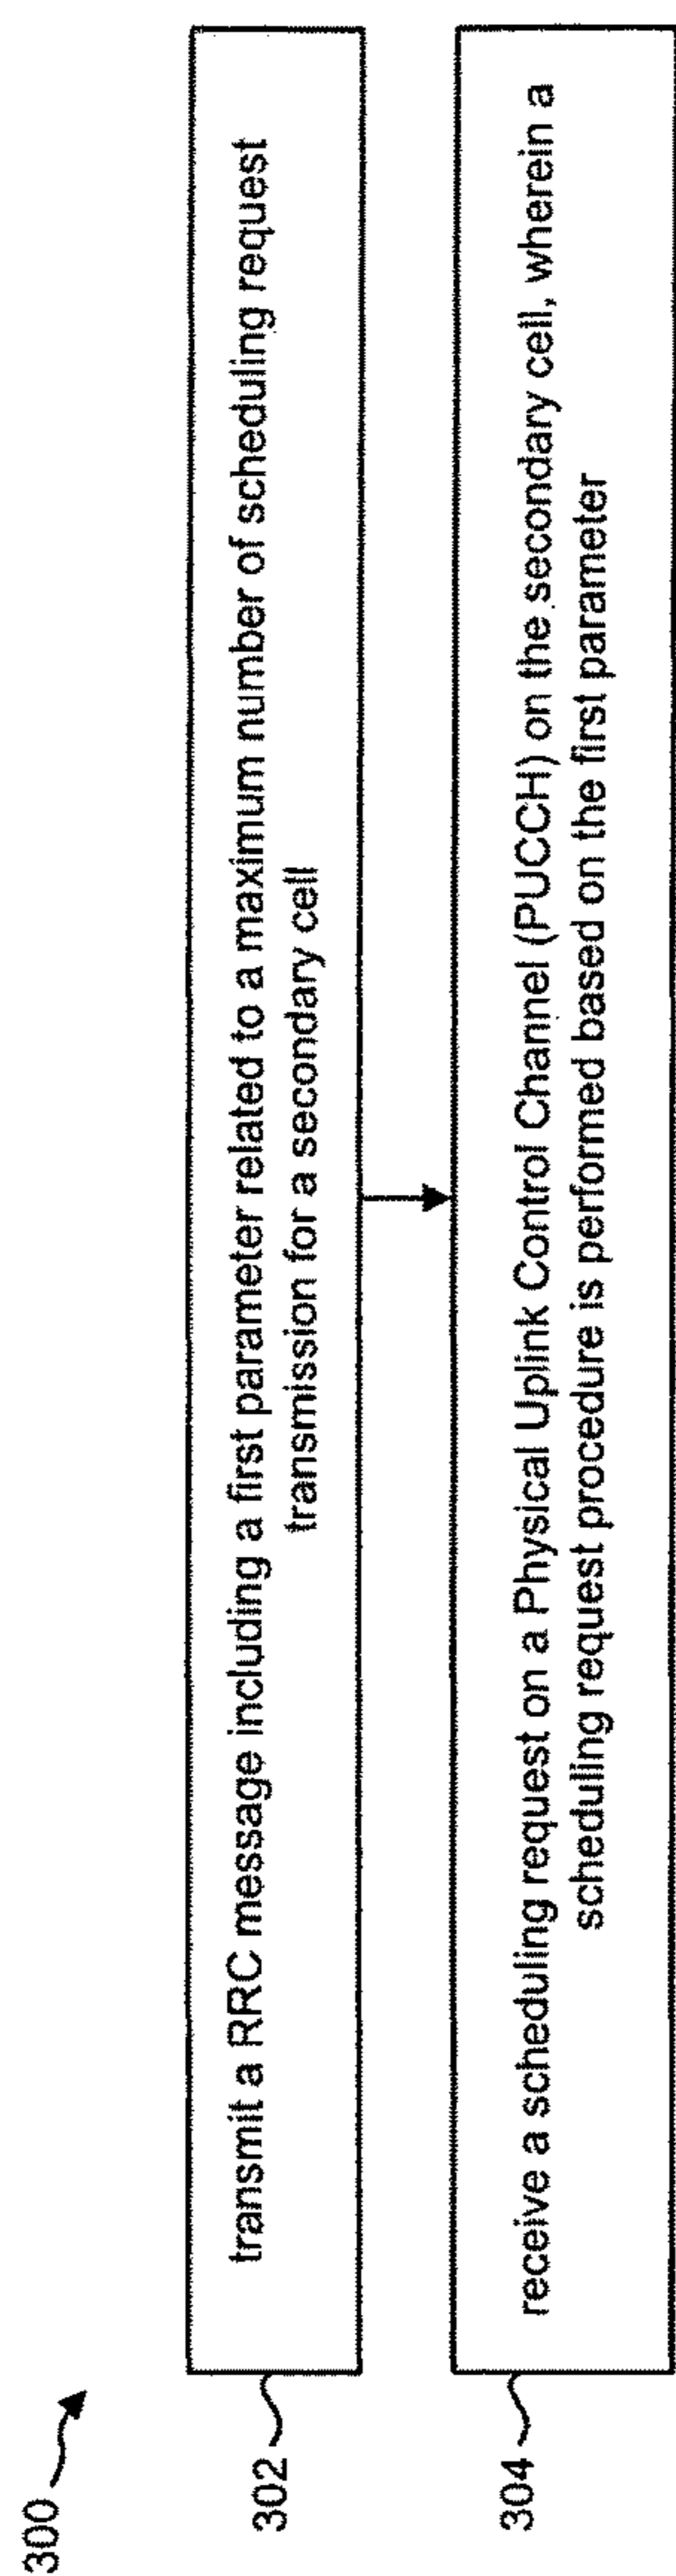 300
302
transmit a RRC message including a first parameter related to a maximum number of scheduling request
transmission for a secondary cell
304
receive a scheduling request on a Physical Uplink Control Channel (PUCCH) on the secondary cell, wherein a
scheduling request procedure is performed based on the first parameter